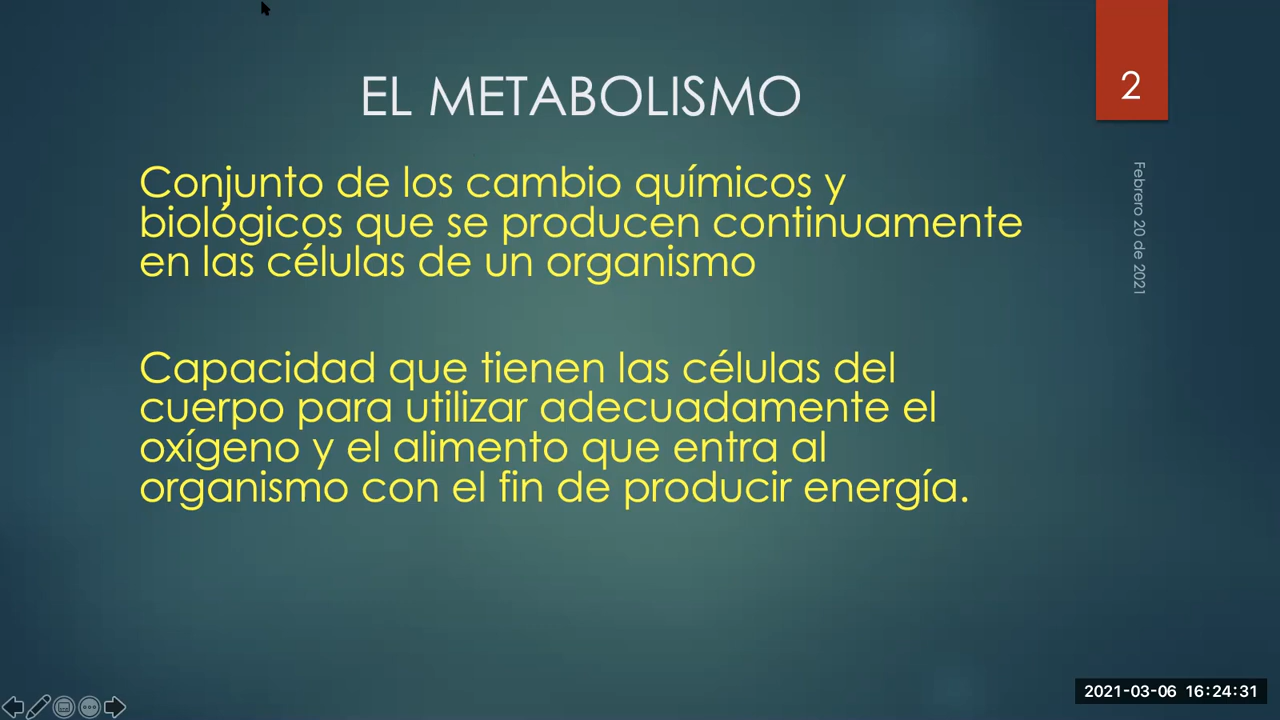 EL METABOLISMO
2
Conjunto de los cambio químicos y
biológicos que se producen continuamente
en las células de un organismo
Febrero 20 de 2021
Capacidad que tienen las células del
cuerpo para utilizar adecuadamente el
oxígeno y el alimento que entra al
organismo con el fin de producir energía.
2021-03-06 16:24:31